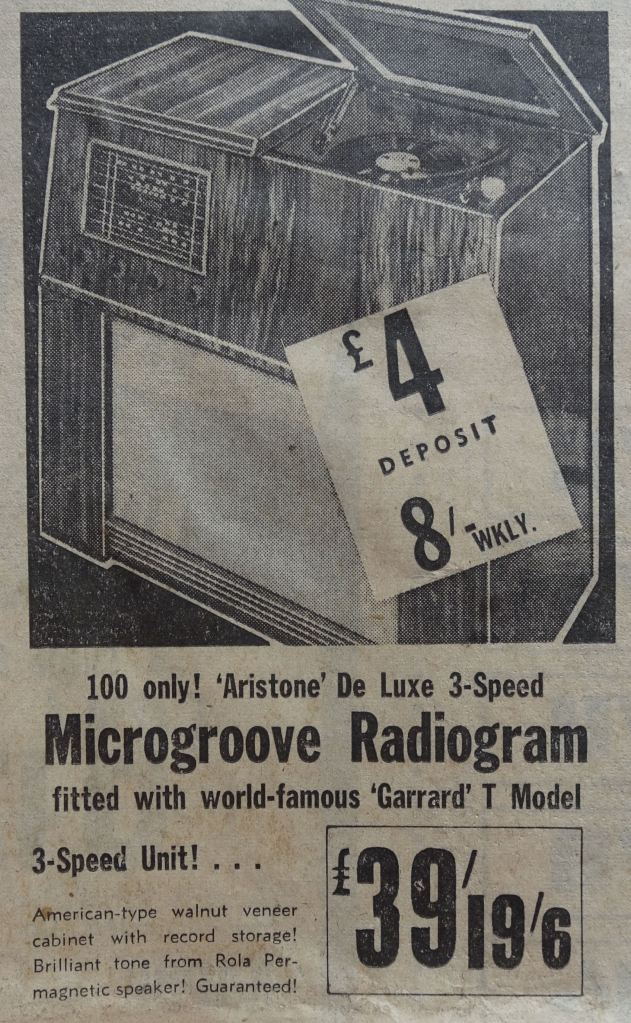 £4
DEPOSIT
8/- WKLY.
100 only! 'Aristone' De Luxe 3-Speed
Microgroove Radiogram
fitted with world-famous 'Garrard' T Model
3-Speed Unit! . . .
American-type walnut veneer
cabinet with record storage!
Brilliant tone from Rola Per-
magnetic speaker! Guaranteed!
£39/19/6